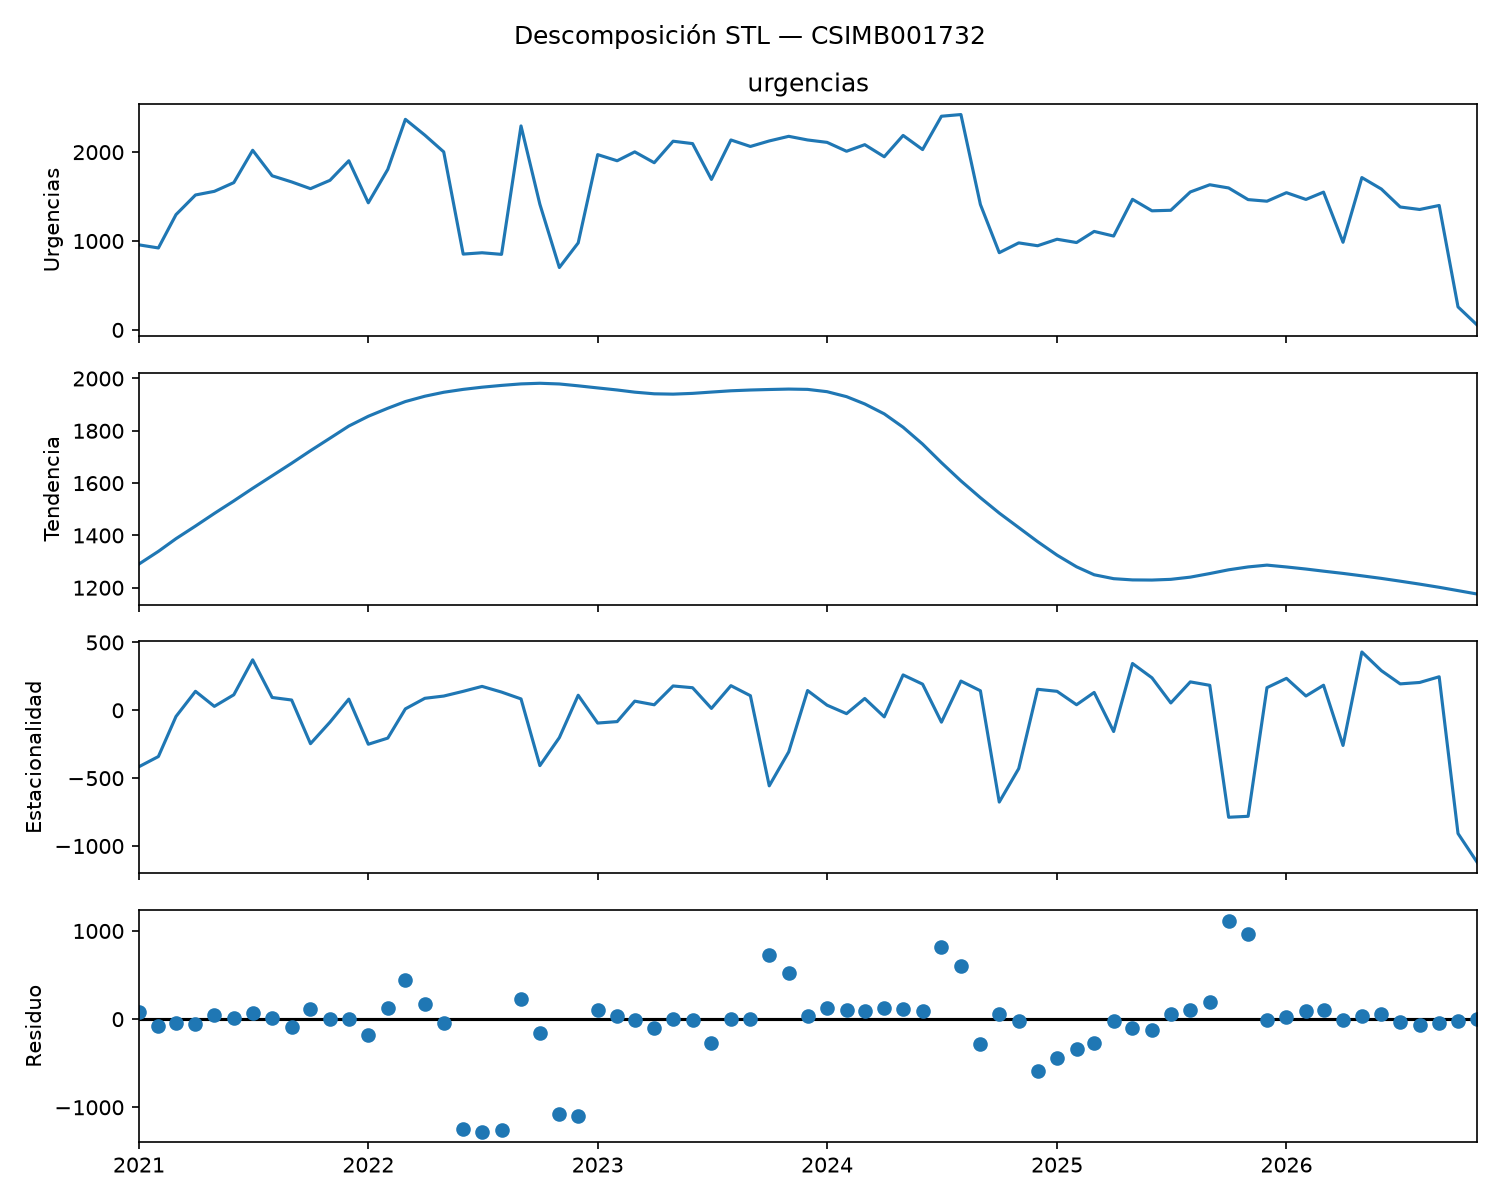 Descomposición STL — CSIMB001732
urgencias
Urgencias
2000
1000
0
Tendencia
2000
1800
1600
1400
1200
Estacionalidad
500
0
−500
−1000
Residuo
1000
0
−1000
2021 2022 2023 2024 2025 2026